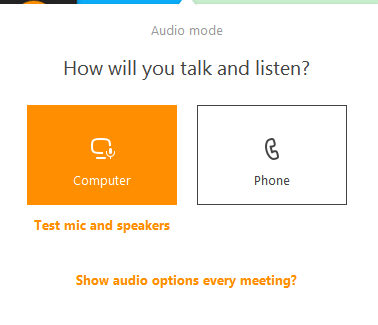 Audio mode
How will you talk and listen?
Computer
Phone
Test mic and speakers
Show audio options every meeting?